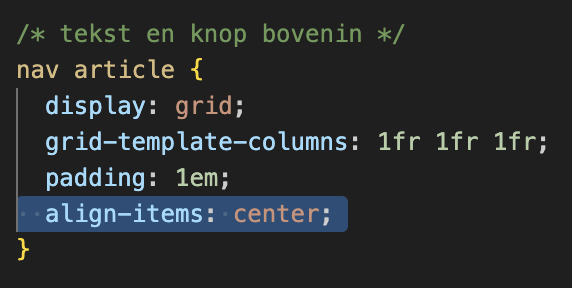 /* tekst en knop bovenin */
nav article {
  display: grid;
  grid-template-columns: 1fr 1fr 1fr;
  padding: 1em;
  align-items: center;
}